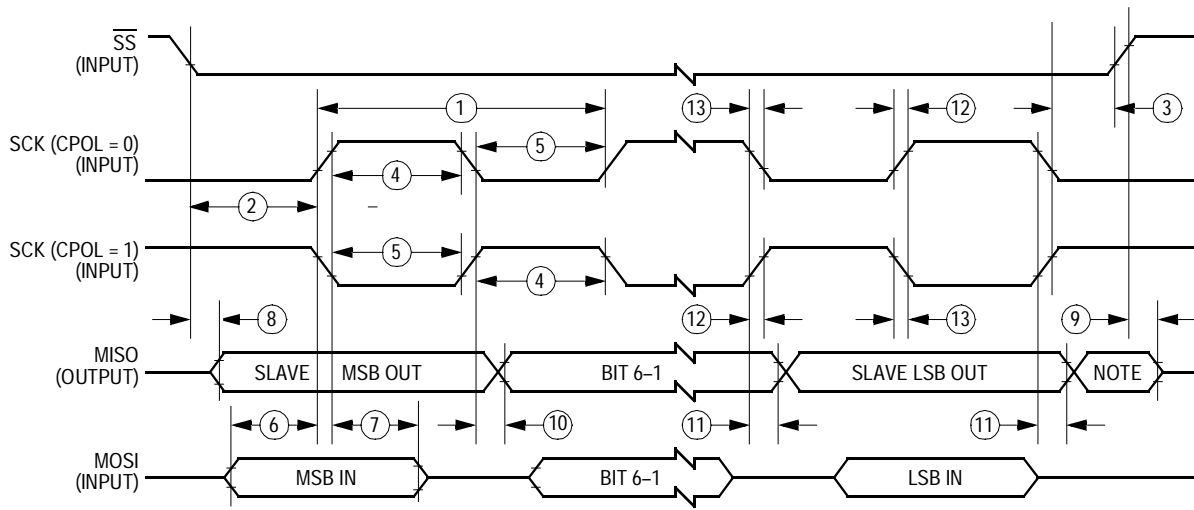 SS
(INPUT)
1
13
12
3
SCK (CPOL = 0)
(INPUT)
5
4
2
SCK (CPOL = 1)
(INPUT)
5
4
8
12
13
9
MISO
(OUTPUT)
SLAVE MSB OUT
BIT 6–1
SLAVE LSB OUT
NOTE
6
7
10
11
11
MOSI
(INPUT)
MSB IN
BIT 6–1
LSB IN